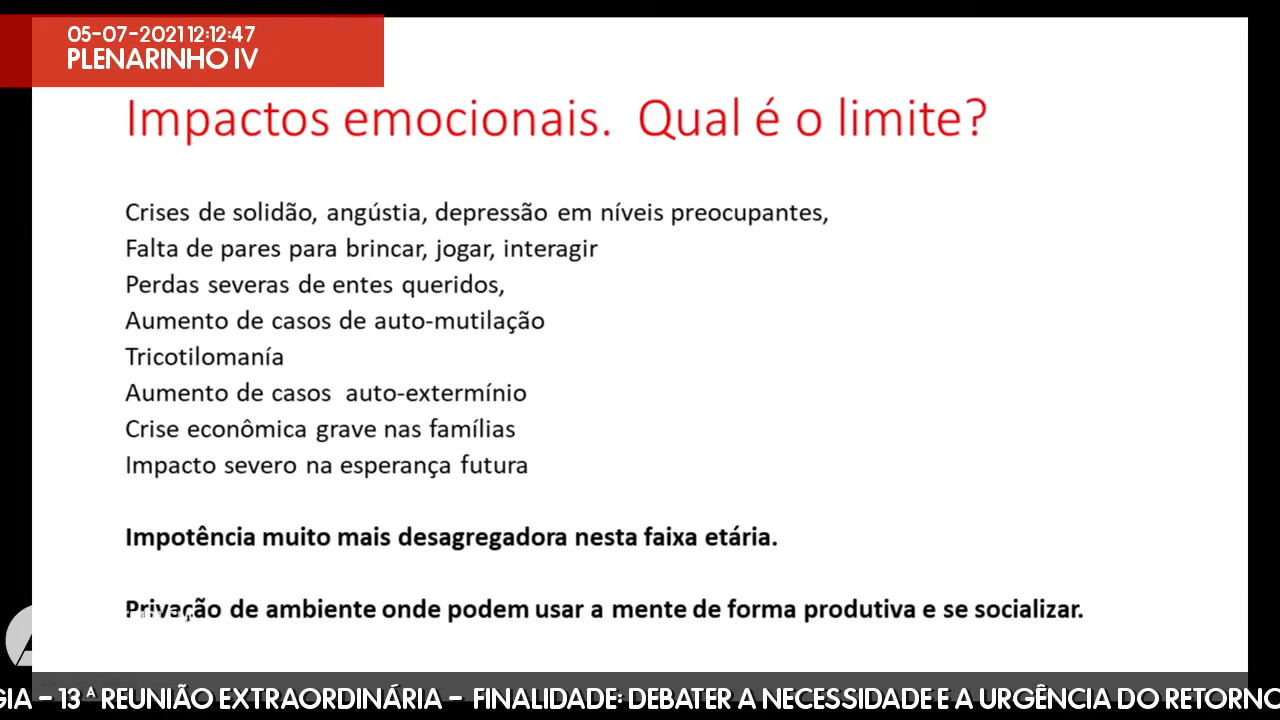 05-07-2021 12:12:47
PLENARINHO IV
Impactos emocionais. Qual é o limite?
Crises de solidão, angústia, depressão em níveis preocupantes,
Falta de pares para brincar, jogar, interagir
Perdas severas de entes queridos,
Aumento de casos de auto-mutilação
Tricotilomanía
Aumento de casos auto-extermínio
Crise econômica grave nas famílias
Impacto severo na esperança futura
Impotência muito mais desagregadora nesta faixa etária.
Privação de ambiente onde podem usar a mente de forma produtiva e se socializar.
GIA - 13 ª REUNIÃO EXTRAORDINÁRIA - FINALIDADE: DEBATER A NECESSIDADE E A URGÊNCIA DO RETORNO